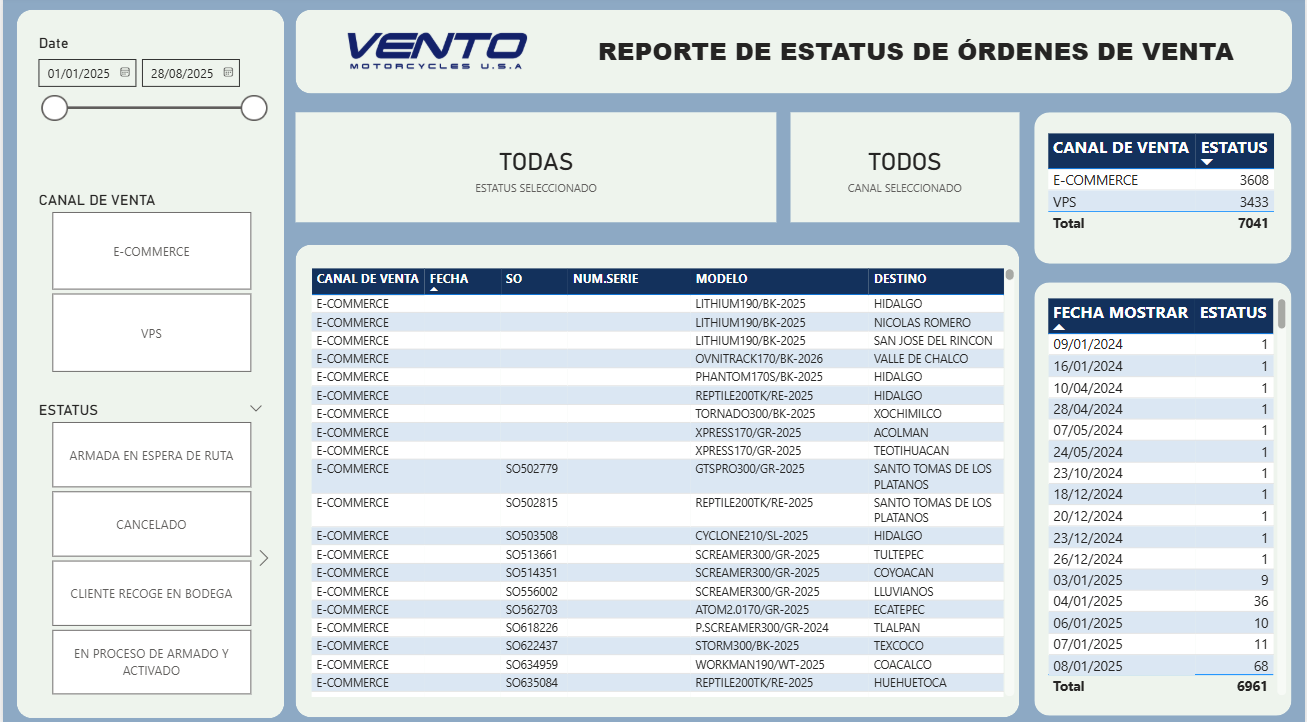 Date
01/01/2025 28/08/2025
CANAL DE VENTA
E-COMMERCE
VPS
ESTATUS
ARMADA EN ESPERA DE RUTA
CANCELADO
CLIENTE RECOGE EN BODEGA
EN PROCESO DE ARMADO Y
ACTIVADO
VENTO
MOTORCYCLES U.S.A
REPORTE DE ESTATUS DE ÓRDENES DE VENTA
TODAS
ESTATUS SELECCIONADO
TODOS
CANAL SELECCIONADO
CANAL DE VENTA FECHA SO NUM.SERIE MODELO DESTINO
E-COMMERCE LITHIUM190/BK-2025 HIDALGO
E-COMMERCE LITHIUM190/BK-2025 NICOLAS ROMERO
E-COMMERCE LITHIUM190/BK-2025 SAN JOSE DEL RINCON
E-COMMERCE OVNITRACK170/BK-2026 VALLE DE CHALCO
E-COMMERCE PHANTOM170S/BK-2025 HIDALGO
E-COMMERCE REPTILE200TK/RE-2025 HIDALGO
E-COMMERCE TORNADO300/BK-2025 XOCHIMILCO
E-COMMERCE XPRESS170/GR-2025 ACOLMAN
E-COMMERCE XPRESS170/GR-2025 TEOTIHUACAN
E-COMMERCE SO502779 GTSPRO300/GR-2025 SANTO TOMAS DE LOS
PLATANOS
E-COMMERCE SO502815 REPTILE200TK/RE-2025 SANTO TOMAS DE LOS
PLATANOS
E-COMMERCE SO503508 CYCLONE210/SL-2025 HIDALGO
E-COMMERCE SO513661 SCREAMER300/GR-2025 TULTEPEC
E-COMMERCE SO514351 SCREAMER300/GR-2025 COYOACAN
E-COMMERCE SO556002 SCREAMER300/GR-2025 LLUVIANOS
E-COMMERCE SO562703 ATOM2.0170/GR-2025 ECATEPEC
E-COMMERCE SO618226 P.SCREAMER300/GR-2024 TLALPAN
E-COMMERCE SO622437 STORM300/BK-2025 TEXCOCO
E-COMMERCE SO634959 WORKMAN190/WT-2025 COACALCO
E-COMMERCE SO635084 REPTILE200TK/RE-2025 HUEHUETOCA
CANAL DE VENTA ESTATUS
E-COMMERCE 3608
VPS 3433
Total 7041
FECHA MOSTRAR ESTATUS
09/01/2024 1
16/01/2024 1
10/04/2024 1
28/04/2024 1
07/05/2024 1
24/05/2024 1
23/10/2024 1
18/12/2024 1
20/12/2024 1
23/12/2024 1
26/12/2024 1
03/01/2025 9
04/01/2025 36
06/01/2025 10
07/01/2025 11
08/01/2025 68
Total 6961